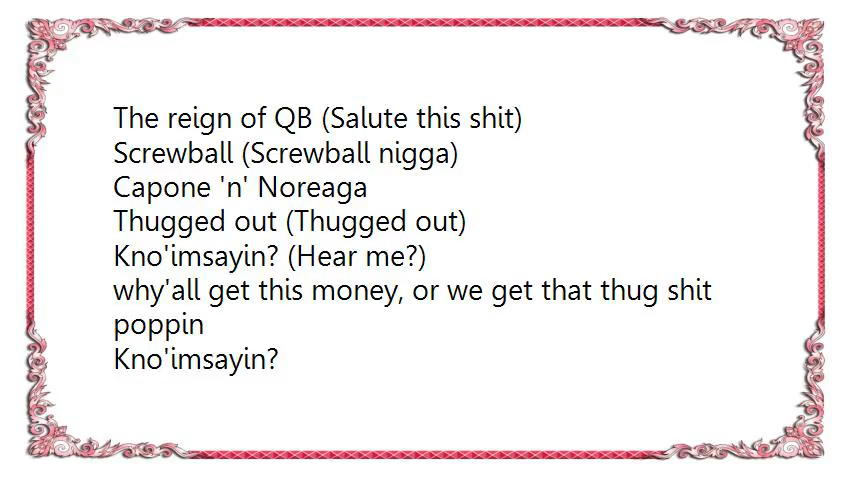 The reign of QB (Salute this shit)
Screwball (Screwball nigga)
Capone 'n' Noreaga
Thugged out (Thugged out)
Kno'imsayin? (Hear me?)
why'all get this money, or we get that thug shit
poppin
Kno'imsayin?